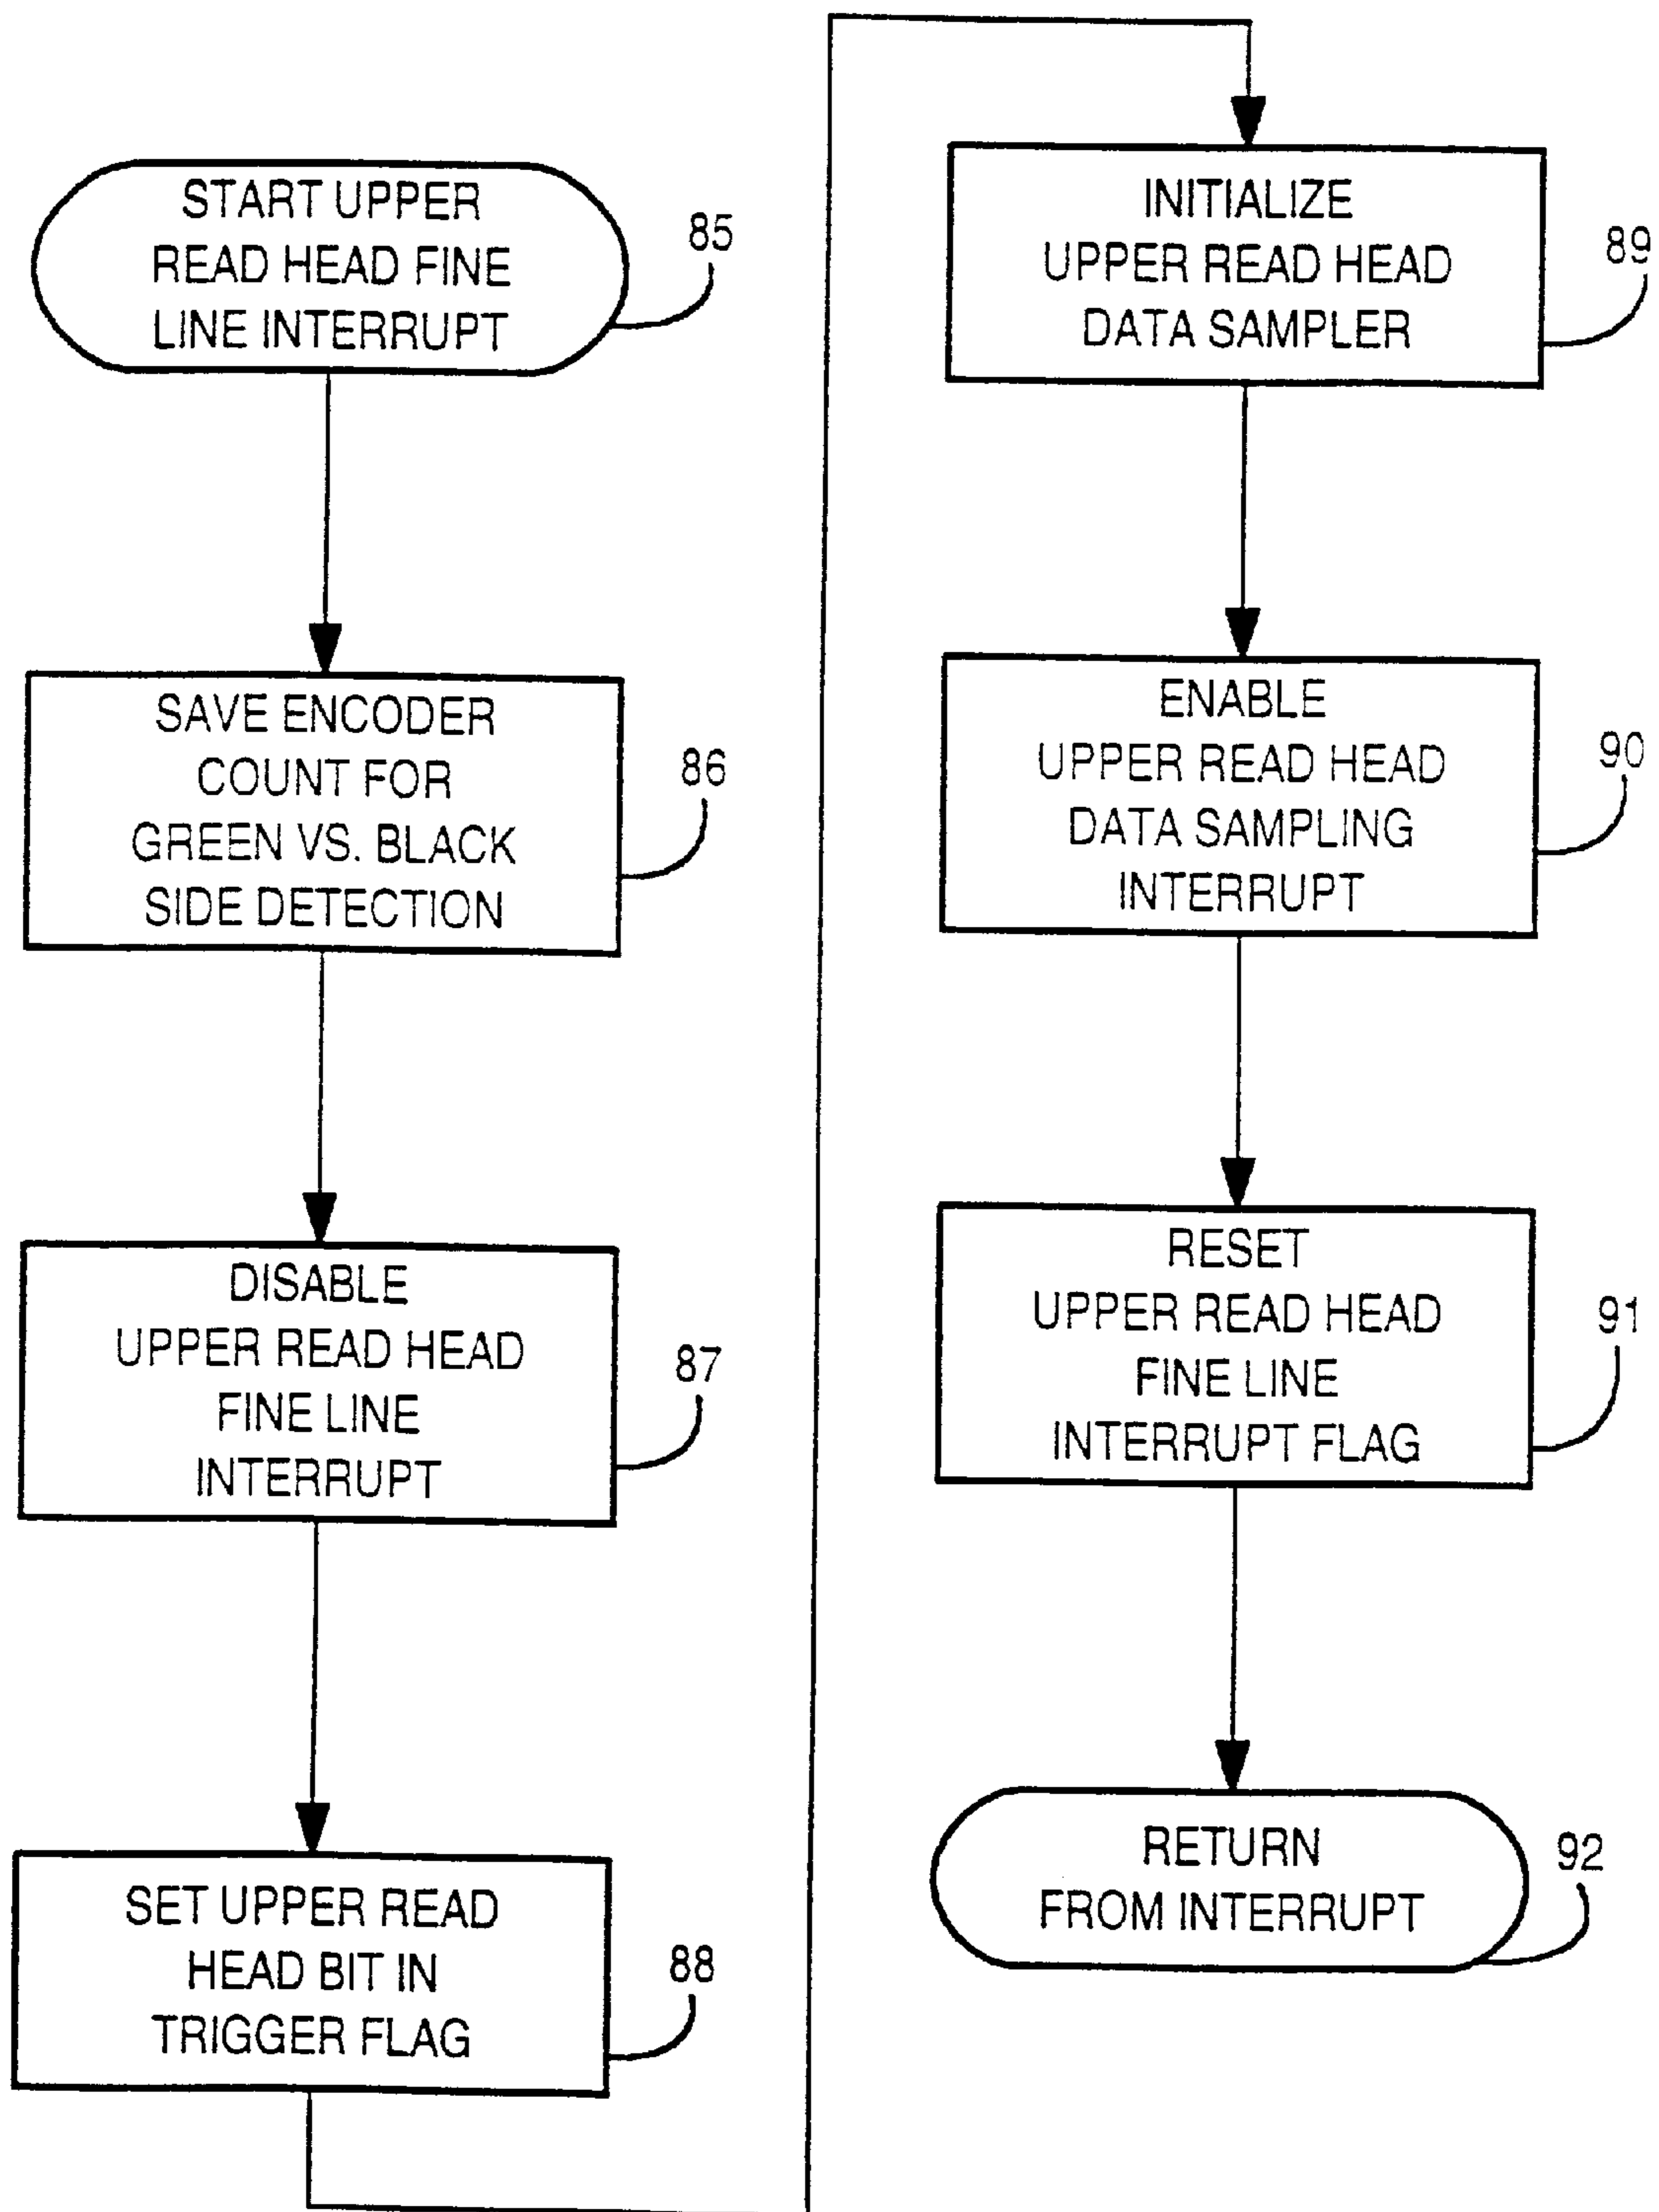 START UPPER
READ HEAD FINE
LINE INTERRUPT
85
SAVE ENCODER
COUNT FOR
GREEN VS. BLACK
SIDE DETECTION
86
DISABLE
UPPER READ HEAD
FINE LINE
INTERRUPT
87
SET UPPER READ
HEAD BIT IN
TRIGGER FLAG
88
INITIALIZE
UPPER READ HEAD
DATA SAMPLER
89
ENABLE
UPPER READ HEAD
DATA SAMPLING
INTERRUPT
90
RESET
UPPER READ HEAD
FINE LINE
INTERRUPT FLAG
91
RETURN
FROM INTERRUPT
92